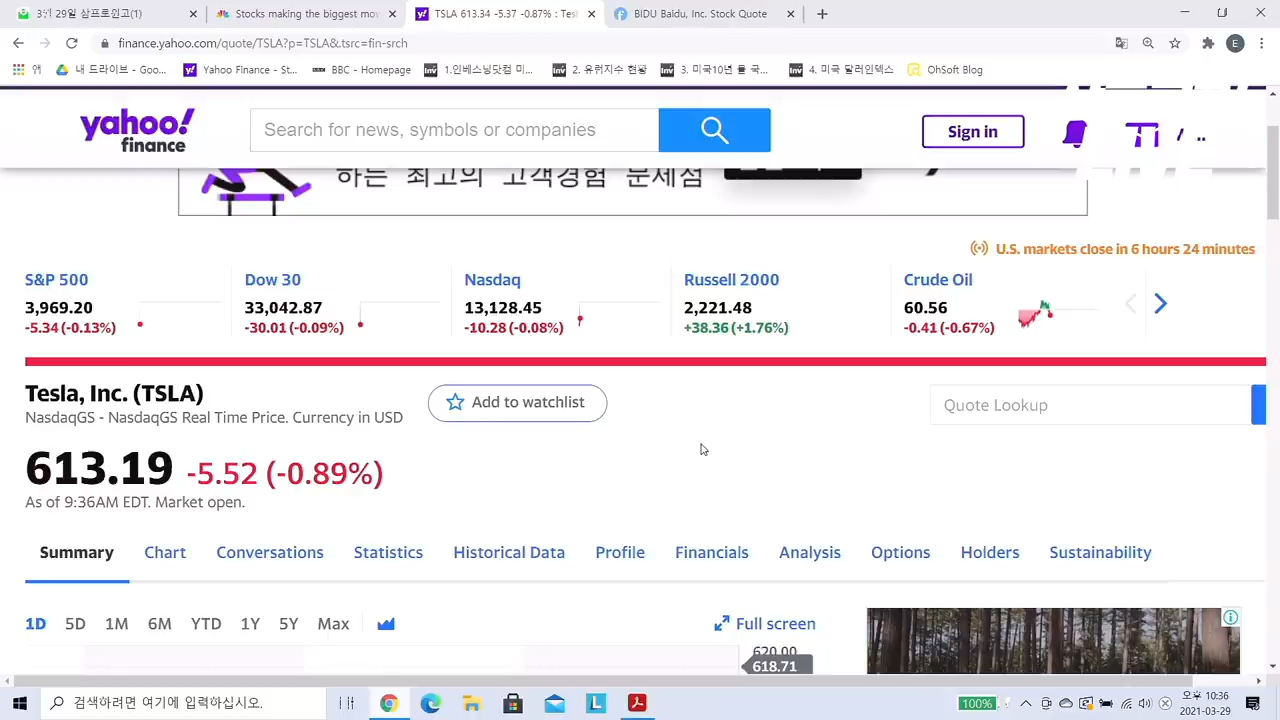 3월 29일 삼프로원고(1)
Stocks making the biggest mov
TSLA 613.34 -5.37 -0.87% : Tes
BIDU Baidu, Inc. Stock Quote
finance.yahoo.com/quote/TSLA?p=TSLA&.tsrc=fin-srch
E
앱
내 드라이브 - Goo...
Yahoo Finance - St...
BBC - Homepage
1.인베스닝닷컴 미...
2. 유럽지수 현황
3. 미국10년 물 국...
4. 미국 달러인덱스
OhSoft Blog
yahoo!
finance
Search for news, symbols or companies
Sign in
하는 최고의 고객경험 문제점
U.S. markets close in 6 hours 24 minutes
S&P 500
3,969.20
-5.34 (-0.13%)
Dow 30
33,042.87
-30.01 (-0.09%)
Nasdaq
13,128.45
-10.28 (-0.08%)
Russell 2000
2,221.48
+38.36 (+1.76%)
Crude Oil
60.56
-0.41 (-0.67%)
Tesla, Inc. (TSLA)
NasdaqGS - NasdaqGS Real Time Price. Currency in USD
Add to watchlist
Quote Lookup
613.19 -5.52 (-0.89%)
As of 9:36AM EDT. Market open.
Summary
Chart
Conversations
Statistics
Historical Data
Profile
Financials
Analysis
Options
Holders
Sustainability
1D 5D 1M 6M YTD 1Y 5Y Max
Full screen
620.00
618.71
검색하려면 여기에 입력하십시오.
100%
오후 10:36
2021-03-29